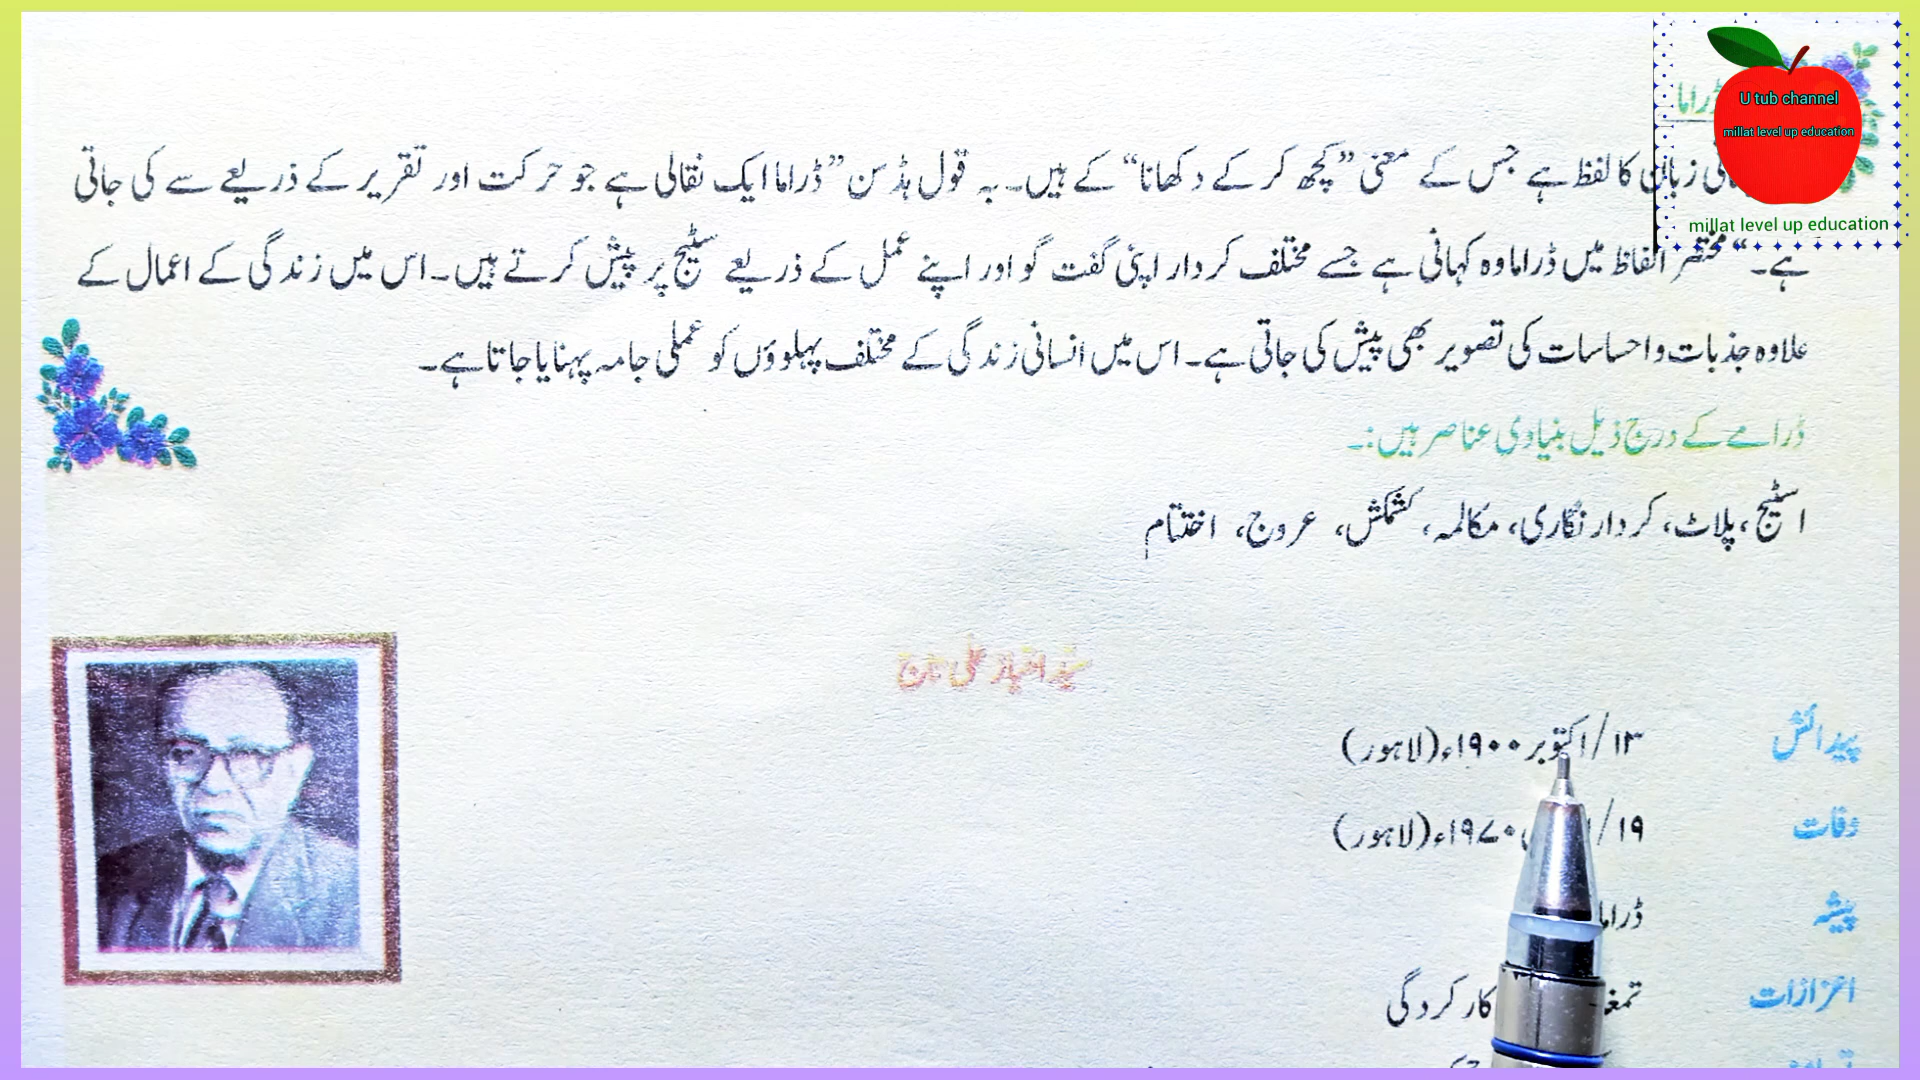 ڈراما
U tub channel
millat level up education
millat level up education
زبان کا لفظ ہے جس کے معنی ”کچھ کر کے دکھانا“ کے ہیں۔ بہ قول ہڈسن ”ڈراما ایک نقالی ہے جو حرکت اور تقریر کے ذریعے سے کی جاتی
ہے۔“ مختصر الفاظ میں ڈراما وہ کہانی ہے جسے مختلف کردار اپنی گفت گو اور اپنے عمل کے ذریعے سٹیج پر پیش کرتے ہیں۔ اس میں زندگی کے اعمال کے
علاوہ جذبات و احساسات کی تصویر بھی پیش کی جاتی ہے۔ اس میں انسانی زندگی کے مختلف پہلوؤں کو عملی جامہ پہنایا جاتا ہے۔
ڈرامے کے درج ذیل بنیادی عناصر ہیں:۔
اسٹیج، پلاٹ، کردار نگاری، مکالمہ، کشمکش، عروج، اختتام
سیّد امتیاز علی تاج
پیدائش ۱۳/اکتوبر ۱۹۰۰ء (لاہور)
وفات ۱۹/ ۱۹۷۰ء (لاہور)
پیشہ ڈراما
اعزازات کارکردگی